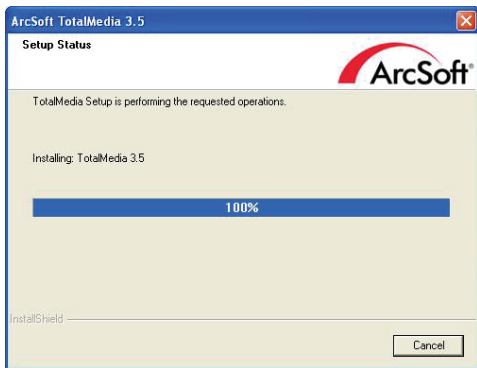 ArcSoft TotalMedia 3.5
Setup Status
ArcSoft®
TotalMedia Setup is performing the requested operations.
Installing: TotalMedia 3.5
100%
InstallShield
Cancel